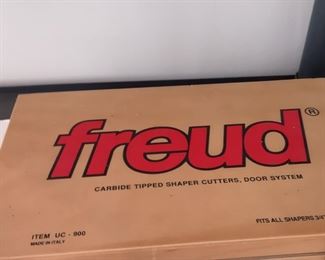 freud®
CARBIDE TIPPED SHAPER CUTTERS, DOOR SYSTEM
ITEM UC - 900
MADE IN ITALY
FITS ALL SHAPERS 3/4"